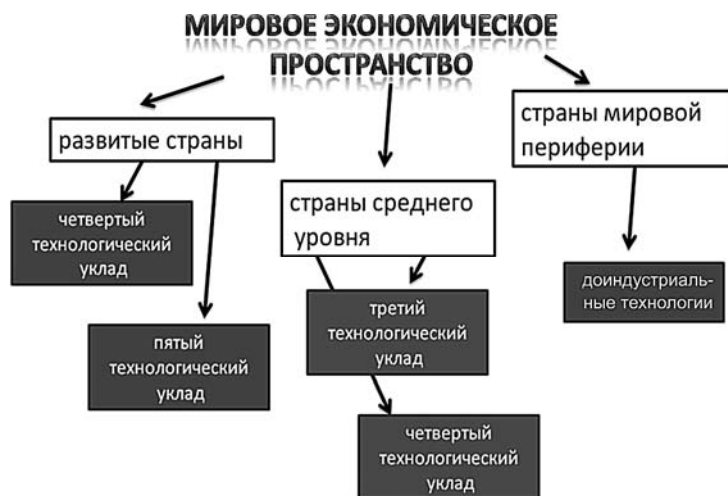 МИРОВОЕ ЭКОНОМИЧЕСКОЕ
ПРОСТРАНСТВО
развитые страны
четвертый
технологический
уклад
пятый
технологический
уклад
страны среднего
уровня
третий
технологический
уклад
четвертый
технологический
уклад
страны мировой
периферии
доиндустриаль-
ные технологии